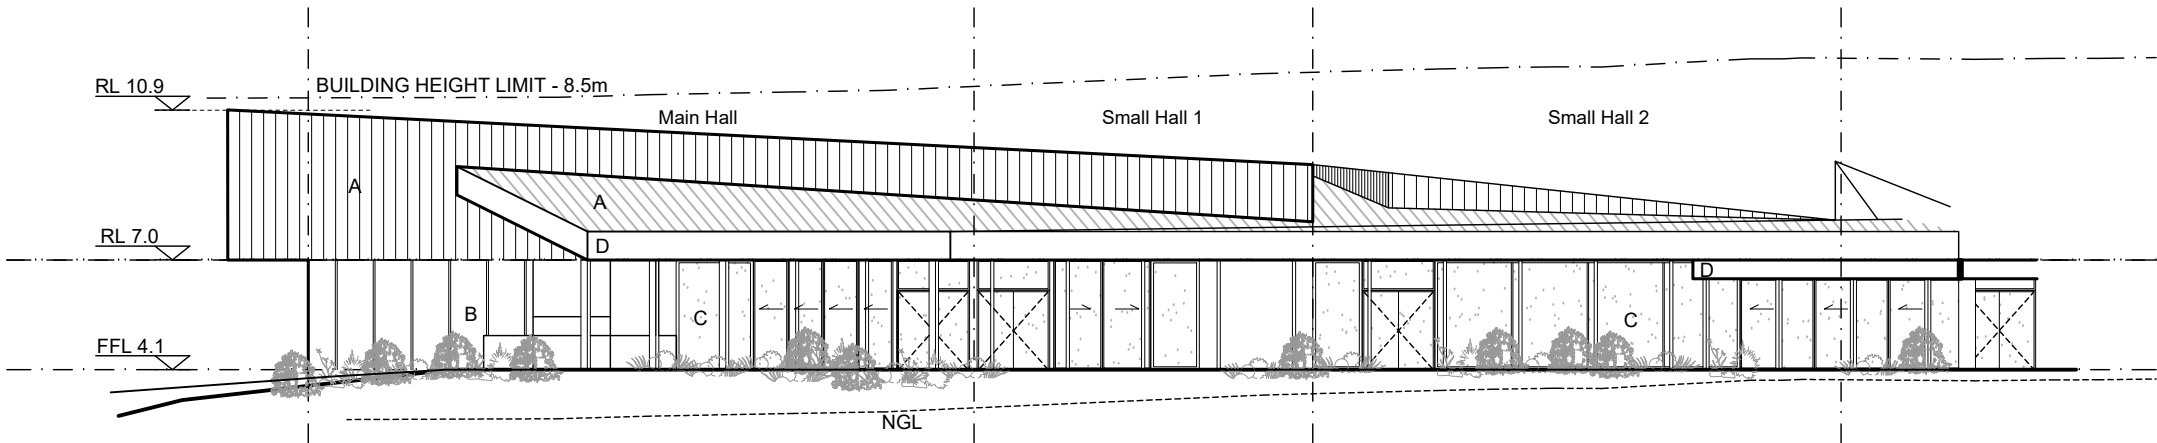 RL 10.9
BUILDING HEIGHT LIMIT - 8.5m
Main Hall
Small Hall 1
Small Hall 2
A
A
RL 7.0
D
D
B
C
C
FFL 4.1
NGL